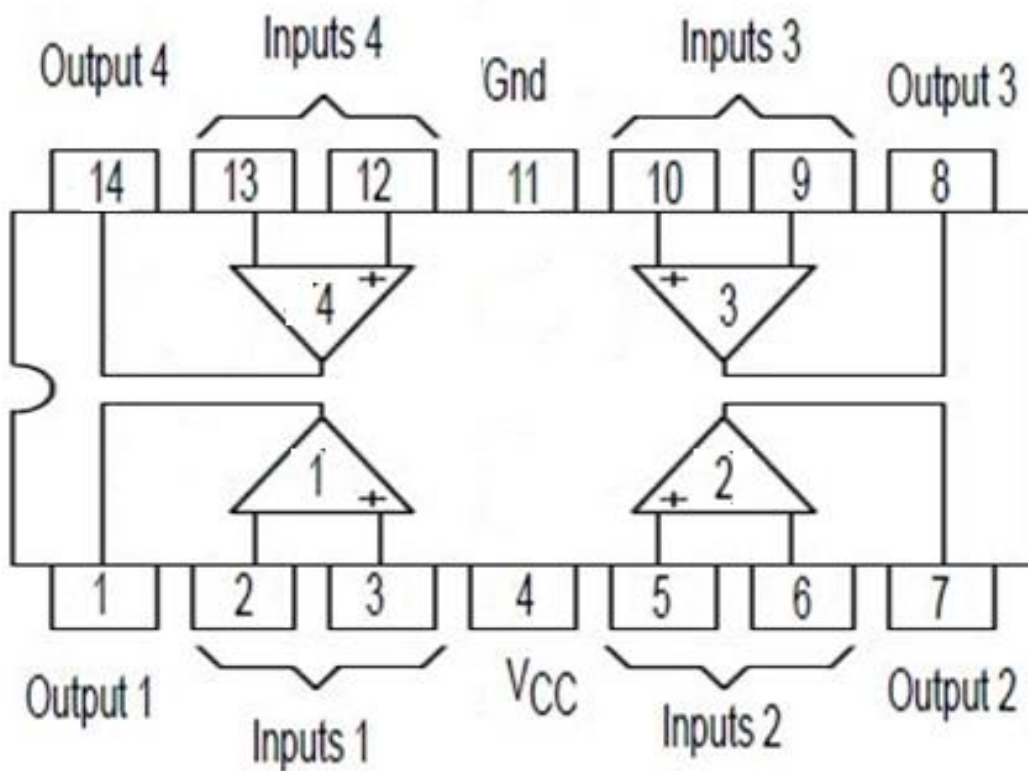 Output 4
Inputs 4
Gnd
Inputs 3
Output 3
14 13 12 11 10 9 8
4 + + 3
1 + + 2
1 2 3 4 5 6 7
Output 1
Inputs 1
VCC
Inputs 2
Output 2